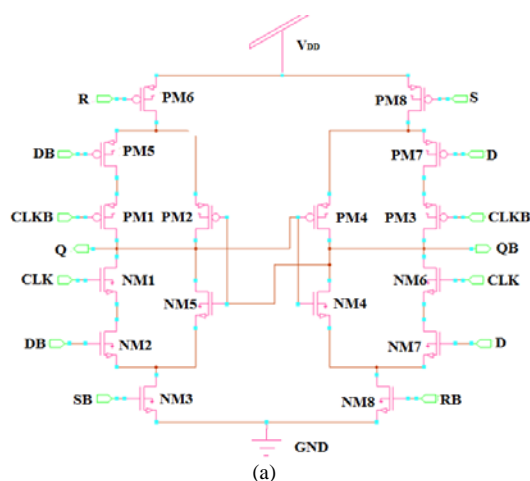 VDD
R PM6 PM8 S
DB PM5 PM7 D
CLKB PM1 PM2 PM4 PM3 CLKB
Q QB
CLK NM1 NM5 NM4 NM6 CLK
DB NM2 NM7 D
SB NM3 NM8 RB
GND
(a)